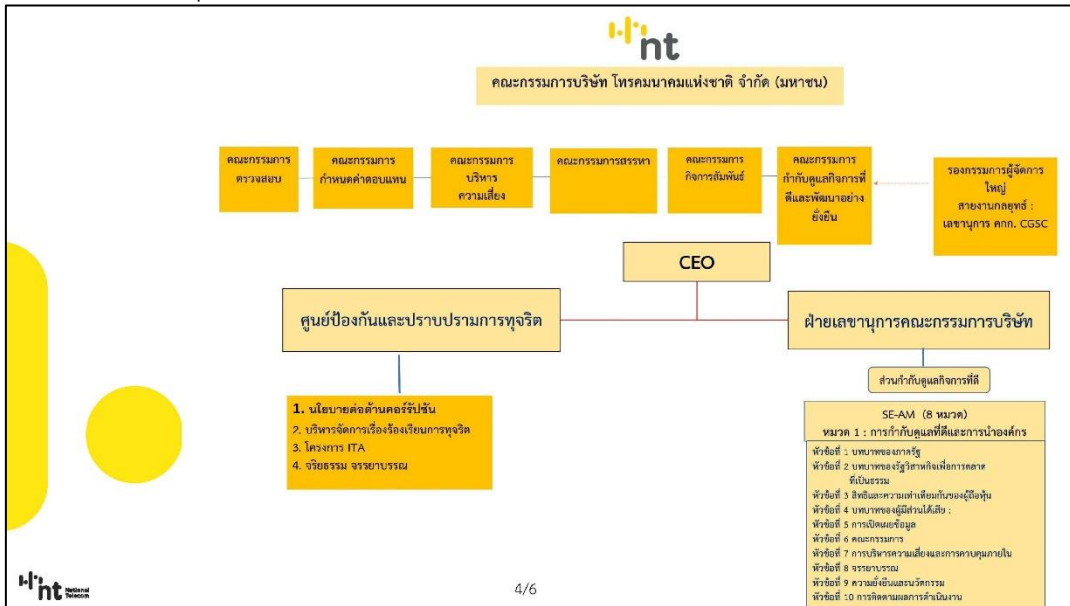 nt
คณะกรรมการบริษัท โทรคมนาคมแห่งชาติ จำกัด (มหาชน)
คณะกรรมการ
ตรวจสอบ
คณะกรรมการ
กำหนดค่าตอบแทน
คณะกรรมการ
บริหาร
ความเสี่ยง
คณะกรรมการสรรหา
คณะกรรมการ
กิจการสัมพันธ์
คณะกรรมการ
กำกับดูแลกิจการที่
ดีและพัฒนาอย่าง
ยั่งยืน
รองกรรมการผู้จัดการ
ใหญ่
สายงานกลยุทธ์ :
เลขานุการ คกก. CGSC
CEO
ศูนย์ป้องกันและปราบปรามการทุจริต
ฝ่ายเลขานุการคณะกรรมการบริษัท
1. นโยบายต่อต้านคอร์รัปชัน
2. บริหารจัดการเรื่องร้องเรียนการทุจริต
3. โครงการ ITA
4. จริยธรรม จรรยาบรรณ
ส่วนกำกับดูแลกิจการที่ดี
SE-AM (8 หมวด)
หมวด 1 : การกำกับดูแลที่ดีและการนำองค์กร
หัวข้อที่ 1 บทบาทของภาครัฐ
หัวข้อที่ 2 บทบาทของรัฐวิสาหกิจเพื่อการตลาด
ที่เป็นธรรม
หัวข้อที่ 3 สิทธิและความเท่าเทียมกันของผู้ถือหุ้น
หัวข้อที่ 4 บทบาทของผู้มีส่วนได้เสีย :
หัวข้อที่ 5 การเปิดเผยข้อมูล
หัวข้อที่ 6 คณะกรรมการ
หัวข้อที่ 7 การบริหารความเสี่ยงและการควบคุมภายใน
หัวข้อที่ 8 จรรยาบรรณ
หัวข้อที่ 9 ความยั่งยืนและนวัตกรรม
หัวข้อที่ 10 การติดตามผลการดำเนินงาน
nt National
Telecom
4/6